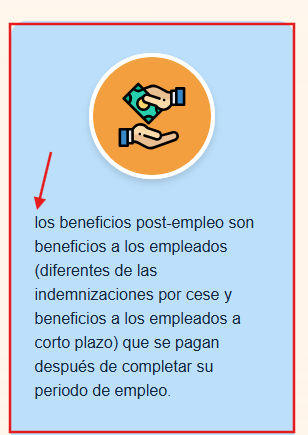 los beneficios post-empleo son
beneficios a los empleados
(diferentes de las
indemnizaciones por cese y
beneficios a los empleados a
corto plazo) que se pagan
después de completar su
periodo de empleo.